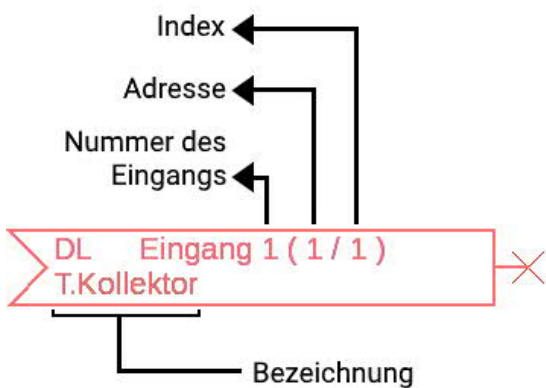 Index
Adresse
Nummer des
Eingangs
DL Eingang 1 ( 1 / 1 )
T.Kollektor
Bezeichnung